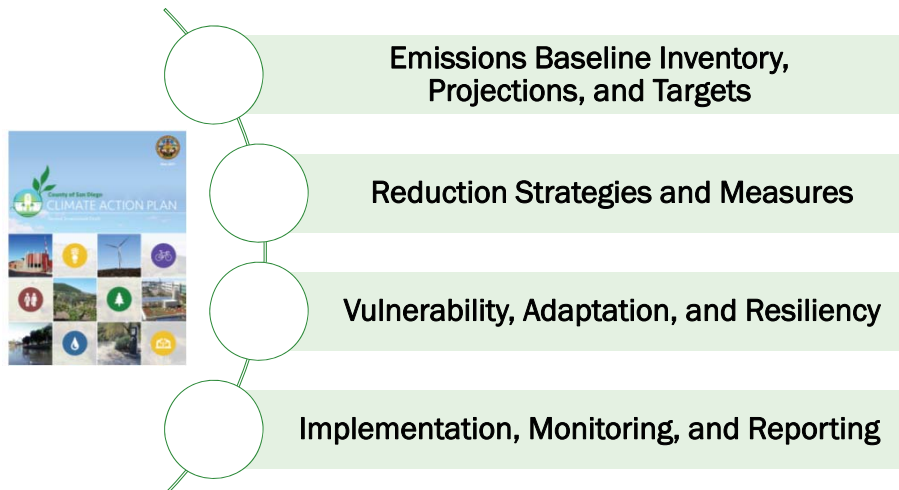 Emissions Baseline Inventory,
Projections, and Targets
Reduction Strategies and Measures
County of San Diego
CLIMATE ACTION PLAN
Vulnerability, Adaptation, and Resiliency
Implementation, Monitoring, and Reporting